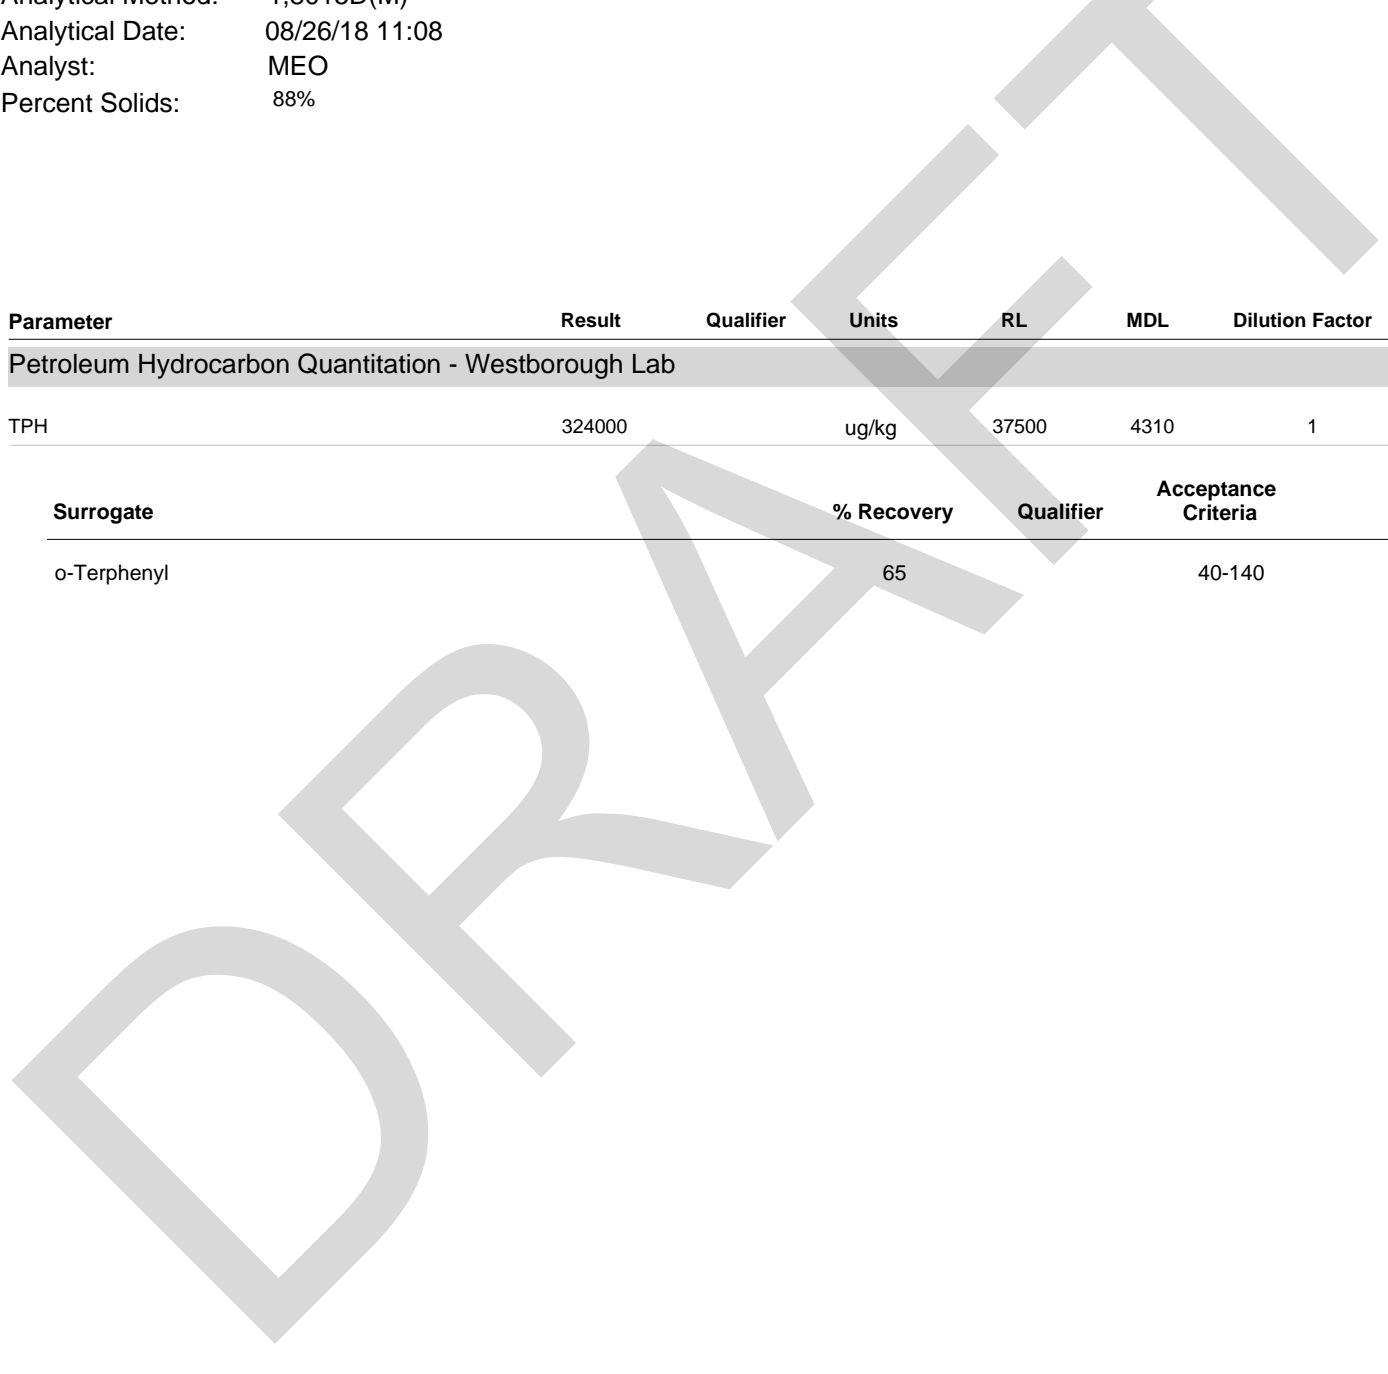 Analytical Date: 08/26/18 11:08
Analyst: MEO
Percent Solids: 88%
Parameter Result Qualifier Units RL MDL Dilution Factor
Petroleum Hydrocarbon Quantitation - Westborough Lab
TPH 324000 ug/kg 37500 4310 1
Surrogate % Recovery Qualifier Acceptance Criteria
o-Terphenyl 65 40-140
DRAFT